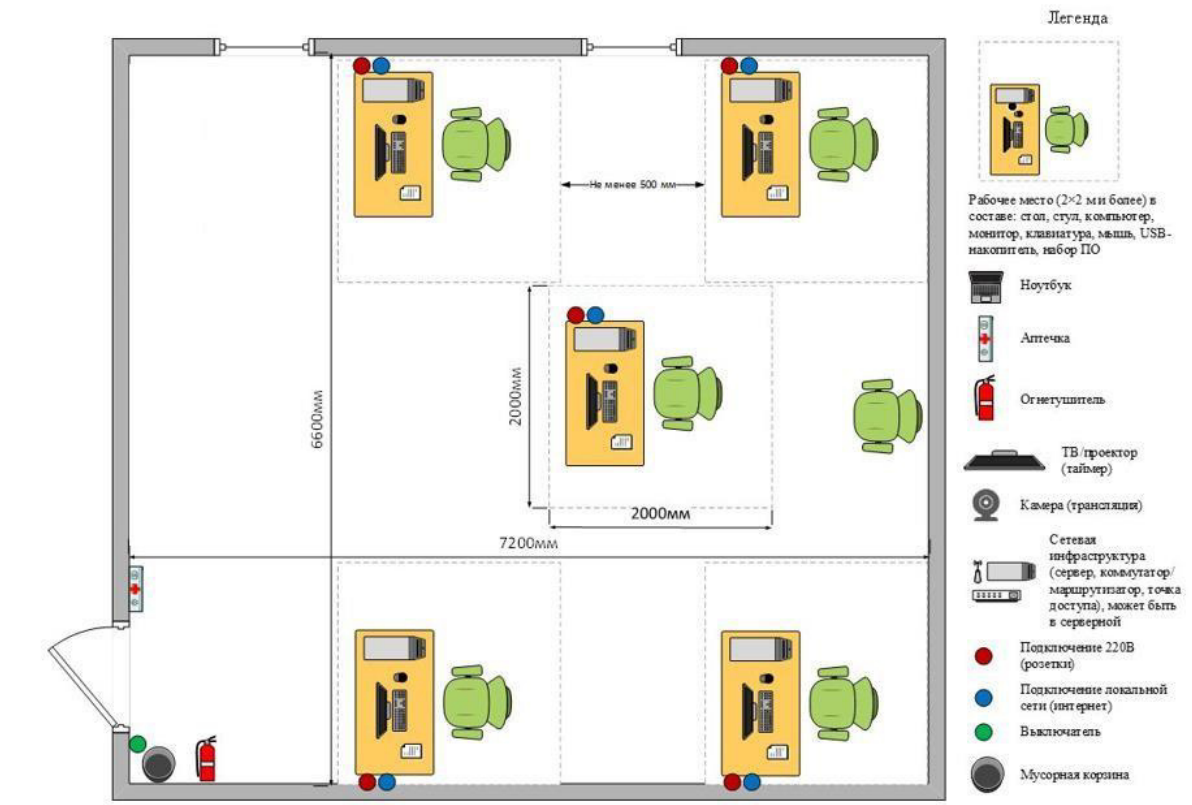 Легенда
Не менее 500 мм
6600мм
2000мм
2000мм
7200мм
Рабочее место (2×2 м и более) в
составе: стол, стул, компьютер,
монитор, клавиатура, мышь, USB-
накопитель, набор ПО
Ноутбук
Аптечка
Огнетушитель
ТВ/проектор
(таймер)
Камера (трансляция)
Сетевая
инфраструктура
(сервер, коммутатор/
маршрутизатор, точка
доступа), может быть
в серверной
Подключение 220В
(розетки)
Подключение локальной
сети (интернет)
Выключатель
Мусорная корзина